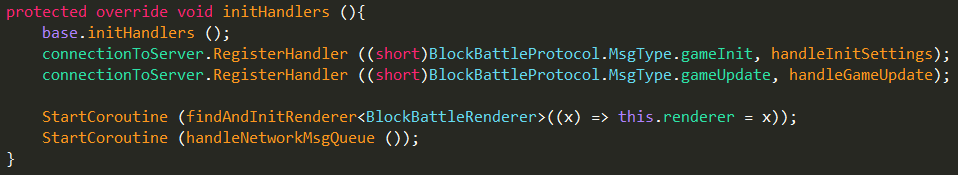 protected override void initHandlers (){
    base.initHandlers ();
    connectionToServer.RegisterHandler ((short)BlockBattleProtocol.MsgType.gameInit, handleInitSettings);
    connectionToServer.RegisterHandler ((short)BlockBattleProtocol.MsgType.gameUpdate, handleGameUpdate);

    StartCoroutine (findAndInitRenderer<BlockBattleRenderer>((x) => this.renderer = x));
    StartCoroutine (handleNetworkMsgQueue ());
}